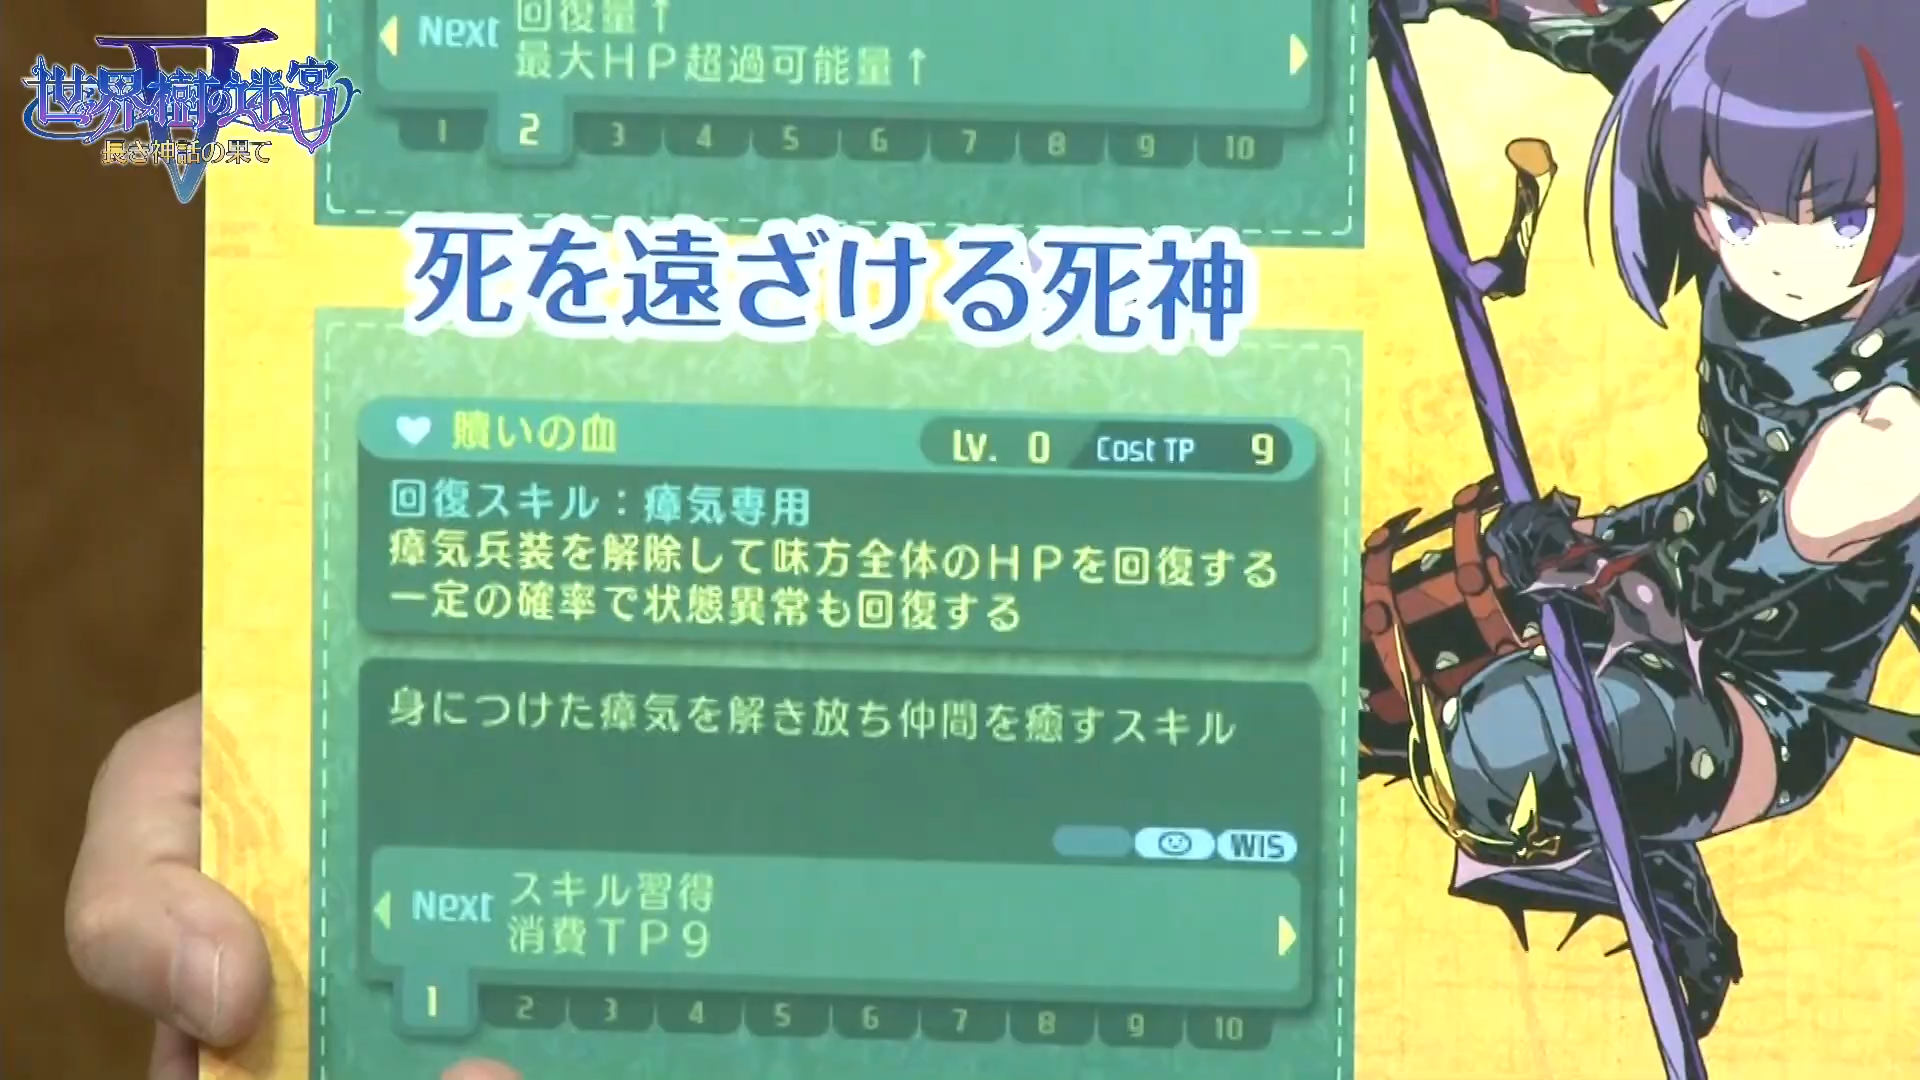 世界樹の迷宮V
長き神話の果て
Next 回復量↑
最大HP超過可能量↑
1 2 3 4 5 6 7 8 9 10
死を遠ざける死神
贖いの血 Lv. 0 Cost TP 9
回復スキル：瘴気専用
瘴気兵装を解除して味方全体のHPを回復する
一定の確率で状態異常も回復する
身につけた瘴気を解き放ち仲間を癒すスキル
WIS
Next スキル習得
消費TP9
1 2 3 4 5 6 7 8 9 10